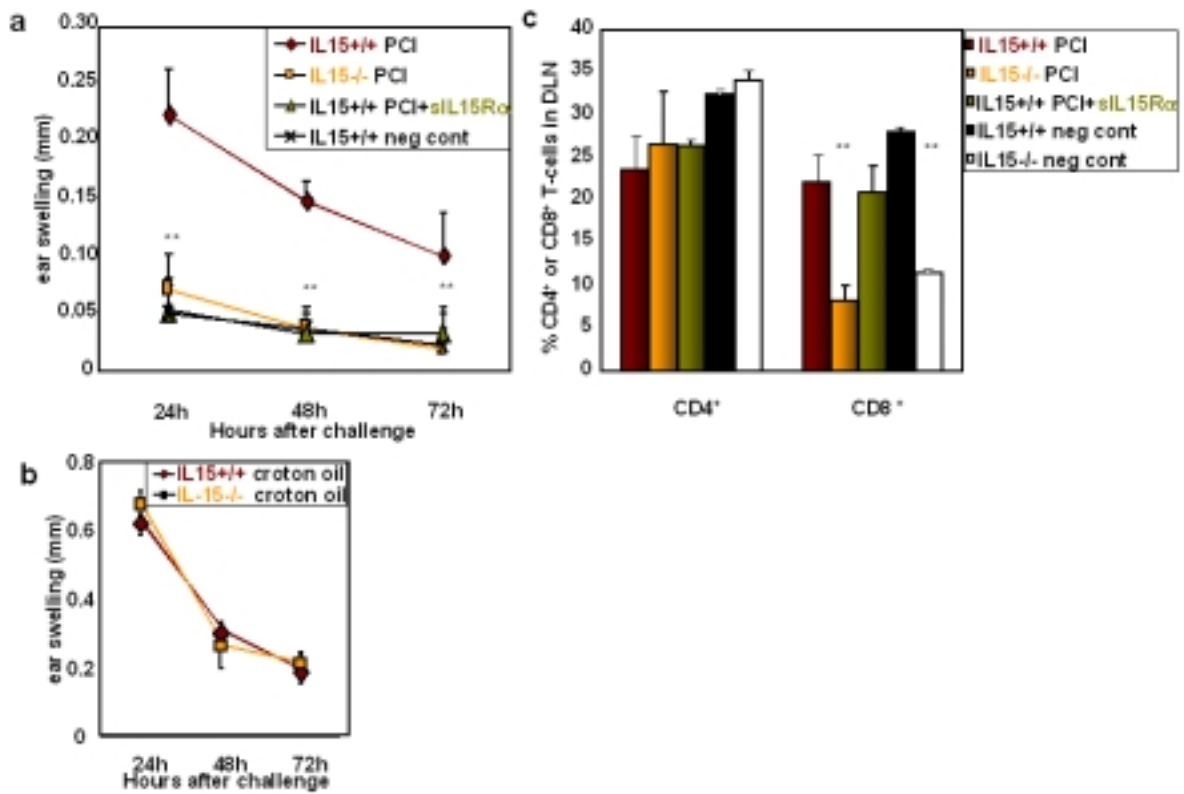 a
0.30
0.25
0.20
0.15
0.10
0.05
0
ear swelling (mm)
IL15+/+ PCI
IL15-/- PCI
IL15+/+ PCI+sIL15Rα
IL15+/+ neg cont
**
**
**
24h 48h 72h
Hours after challenge
b
0.8
0.6
0.4
0.2
0
ear swelling (mm)
IL15+/+ croton oil
IL-15-/- croton oil
24h 48h 72h
Hours after challenge
c
40
35
30
25
20
15
10
5
0
% CD4⁺ or CD8⁺ T-cells in DLN
IL15+/+ PCI
IL15-/- PCI
IL15+/+ PCI+sIL15Rα
IL15+/+ neg cont
IL15-/- neg cont
** **
CD4⁺ CD8⁺